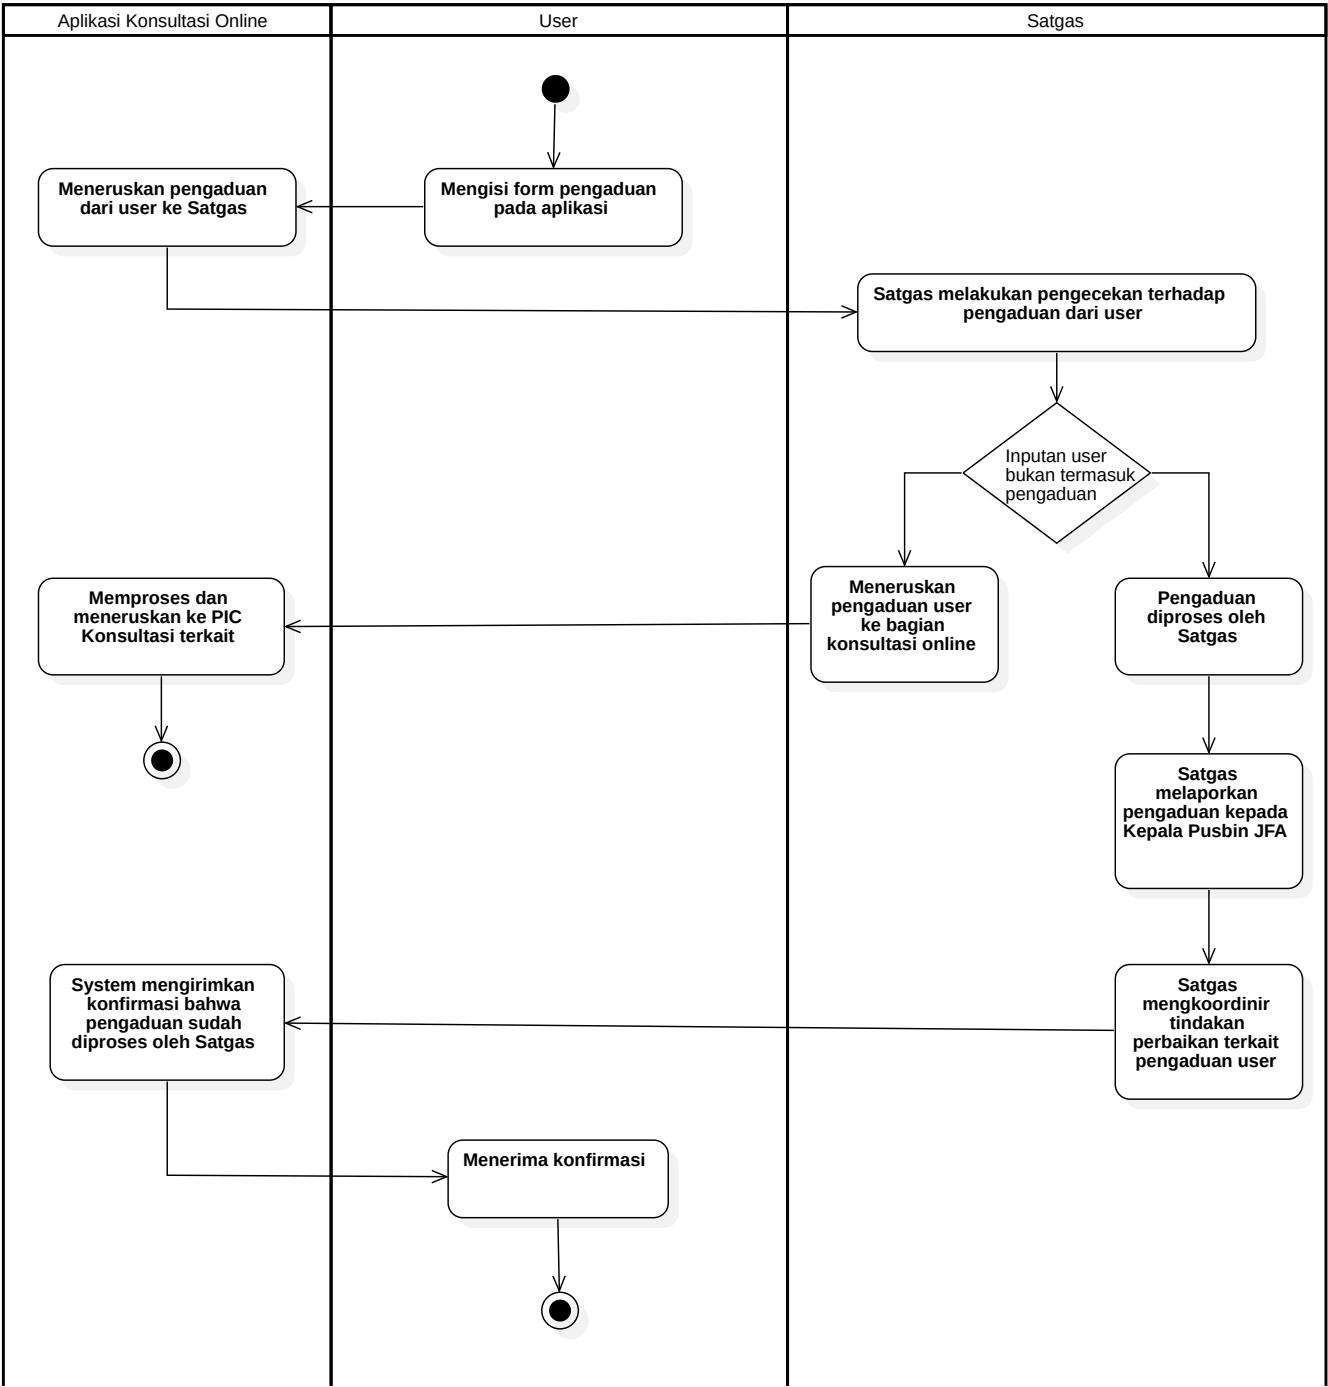 Aplikasi Konsultasi Online
User
Satgas
Meneruskan pengaduan
dari user ke Satgas
Mengisi form pengaduan
pada aplikasi
Satgas melakukan pengecekan terhadap
pengaduan dari user
Inputan user
bukan termasuk
pengaduan
Memproses dan
meneruskan ke PIC
Konsultasi terkait
Meneruskan
pengaduan user
ke bagian
konsultasi online
Pengaduan
diproses oleh
Satgas
Satgas
melaporkan
pengaduan kepada
Kepala Pusbin JFA
System mengirimkan
konfirmasi bahwa
pengaduan sudah
diproses oleh Satgas
Satgas
mengkoordinir
tindakan
perbaikan terkait
pengaduan user
Menerima konfirmasi